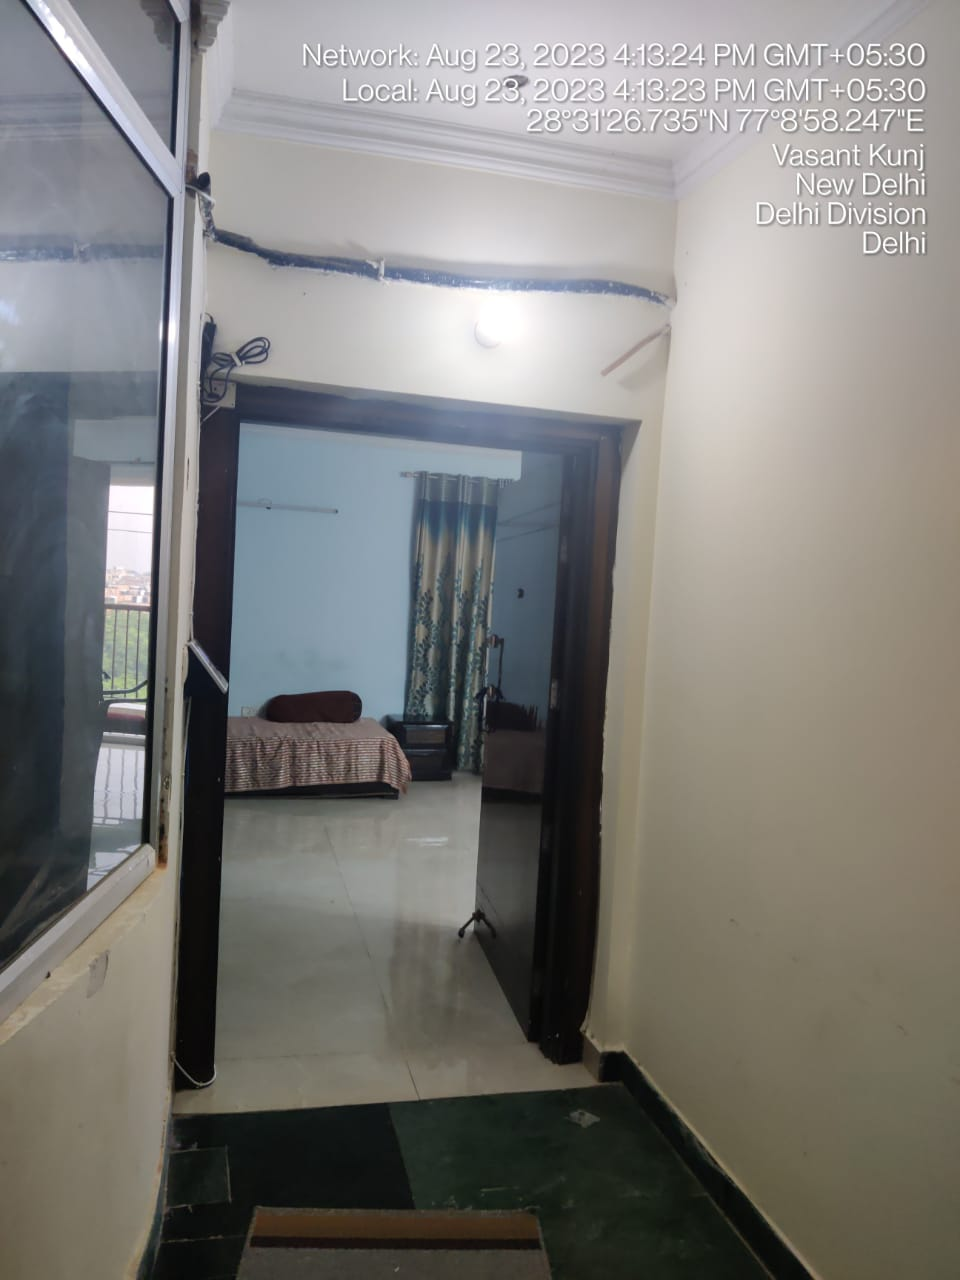 Network: Aug 23, 2023 4:13:24 PM GMT+05:30
Local: Aug 23, 2023 4:13:23 PM GMT+05:30
28°31'26.735"N 77°8'58.247"E
Vasant Kunj
New Delhi
Delhi Division
Delhi